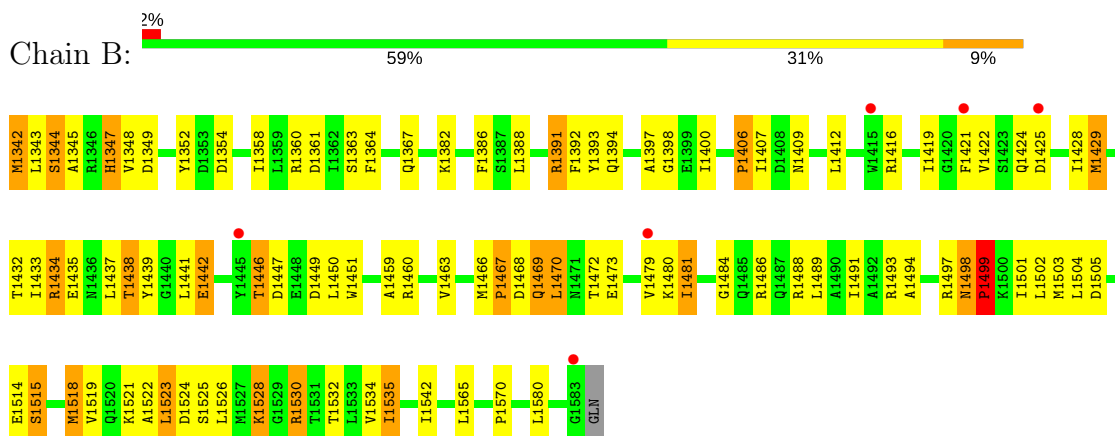 2%
Chain B:
59% 31% 9%
M1342 L1343 S1344 A1345 R1346 H1347 V1348 D1349 Y1352 D1353 D1354 I1358 L1359 R1360 D1361 I1362 S1363 F1364 Q1367 K1382 F1386 S1387 L1388 R1391 F1392 Y1393 Q1394 A1397 G1398 E1399 I1400 P1406 I1407 D1408 N1409 L1412 W1415 R1416 I1419 G1420 F1421 V1422 S1423 Q1424 D1425 I1428 M1429
T1432 I1433 R1434 E1435 N1436 L1437 T1438 Y1439 G1440 L1441 E1442 Y1445 T1446 D1447 E1448 D1449 L1450 W1451 A1459 R1460 V1463 M1466 P1467 D1468 Q1469 L1470 N1471 T1472 E1473 V1479 K1480 I1481 G1484 Q1485 R1486 Q1487 R1488 L1489 A1490 I1491 A1492 R1493 A1494 R1497 N1498 P1499 K1500 I1501 L1502 M1503 L1504 D1505
E1514 S1515 M1518 V1519 Q1520 K1521 A1522 L1523 D1524 S1525 L1526 M1527 K1528 G1529 R1530 T1531 T1532 L1533 V1534 I1535 I1542 L1565 P1570 L1580 G1583 GLN